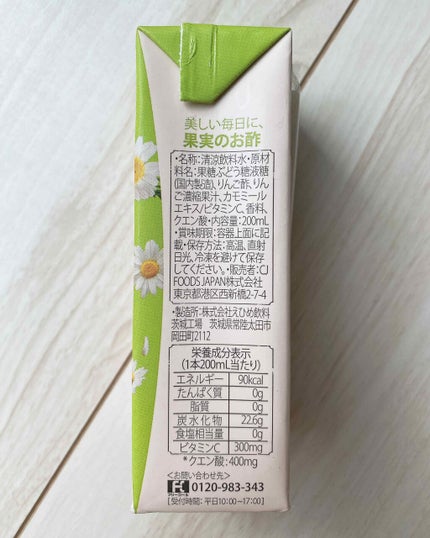 美しい毎日に、
果実のお酢
・名称:清涼飲料水・原材
料名:果糖ぶどう糖液糖
(国内製造)、りんご酢、りん
ご濃縮果汁、カモミール
エキス/ビタミンC、香料、
クエン酸・内容量:200mL
・賞味期限:容器上面に記
載・保存方法:高温、直射
日光、冷凍を避けて保存
してください。・販売者:CJ
FOODS JAPAN株式会社
東京都港区西新橋2-7-4
・製造所:株式会社えひめ飲料
茨城工場 茨城県常陸太田市
岡田町2112
栄養成分表示
(1本200mL当たり)
エネルギー 90kcal
たんぱく質 0g
脂質 0g
炭水化物 22.6g
食塩相当量 0g
ビタミンC 300mg
*クエン酸:400mg
<お問い合わせ先>
フリーコール 0120-983-343
[受付時間:平日10:00~17:00]